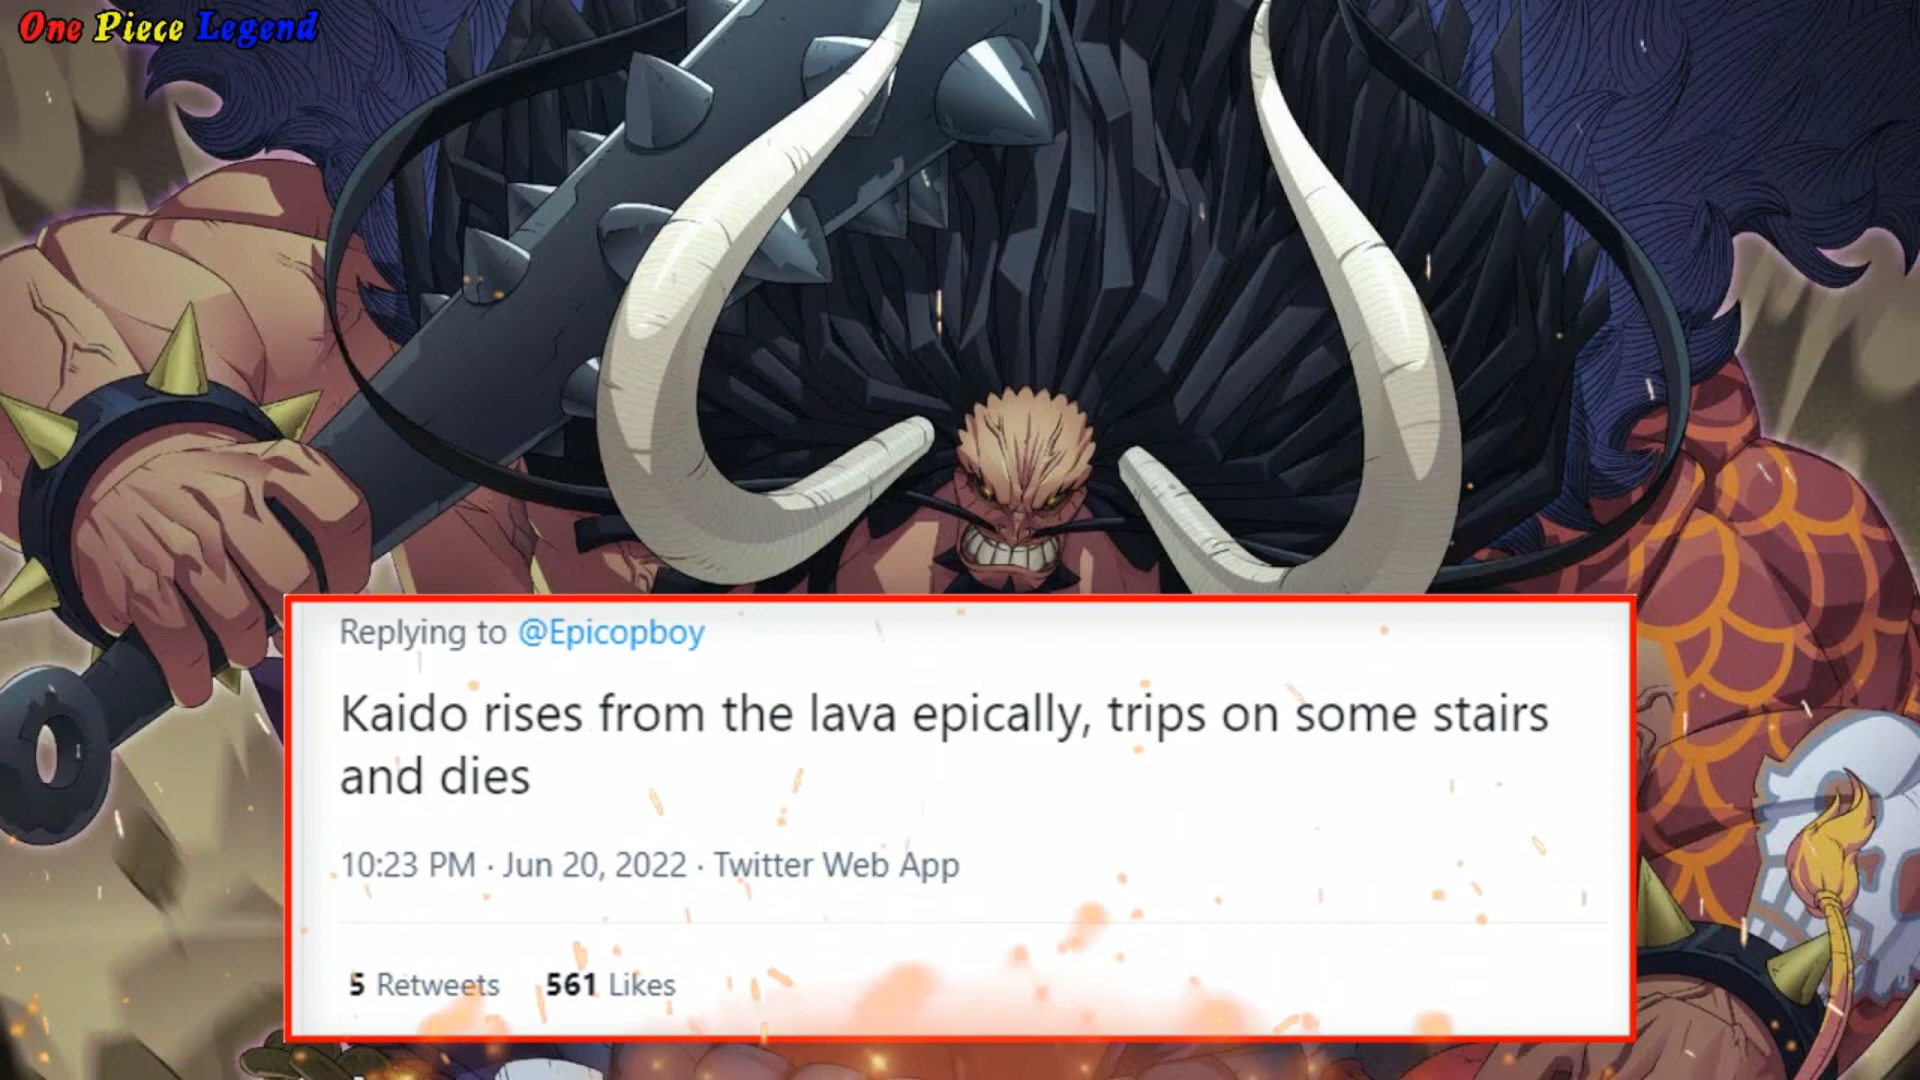 One Piece Legend
Replying to @Epicopboy
Kaido rises from the lava epically, trips on some stairs
and dies
10:23 PM · Jun 20, 2022 · Twitter Web App
5 Retweets 561 Likes